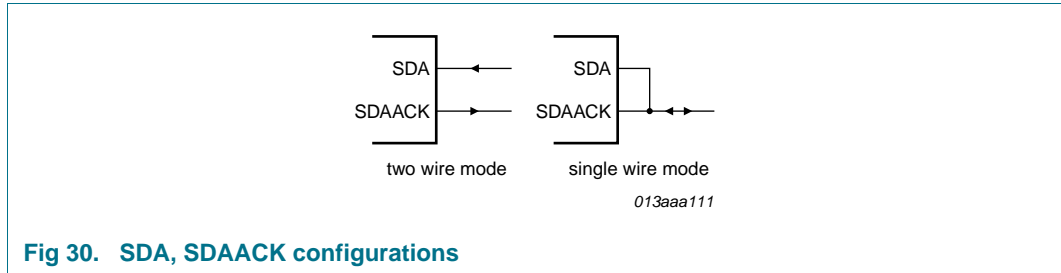 SDA
SDAACK
two wire mode
SDA
SDAACK
single wire mode
013aaa111
Fig 30. SDA, SDAACK configurations